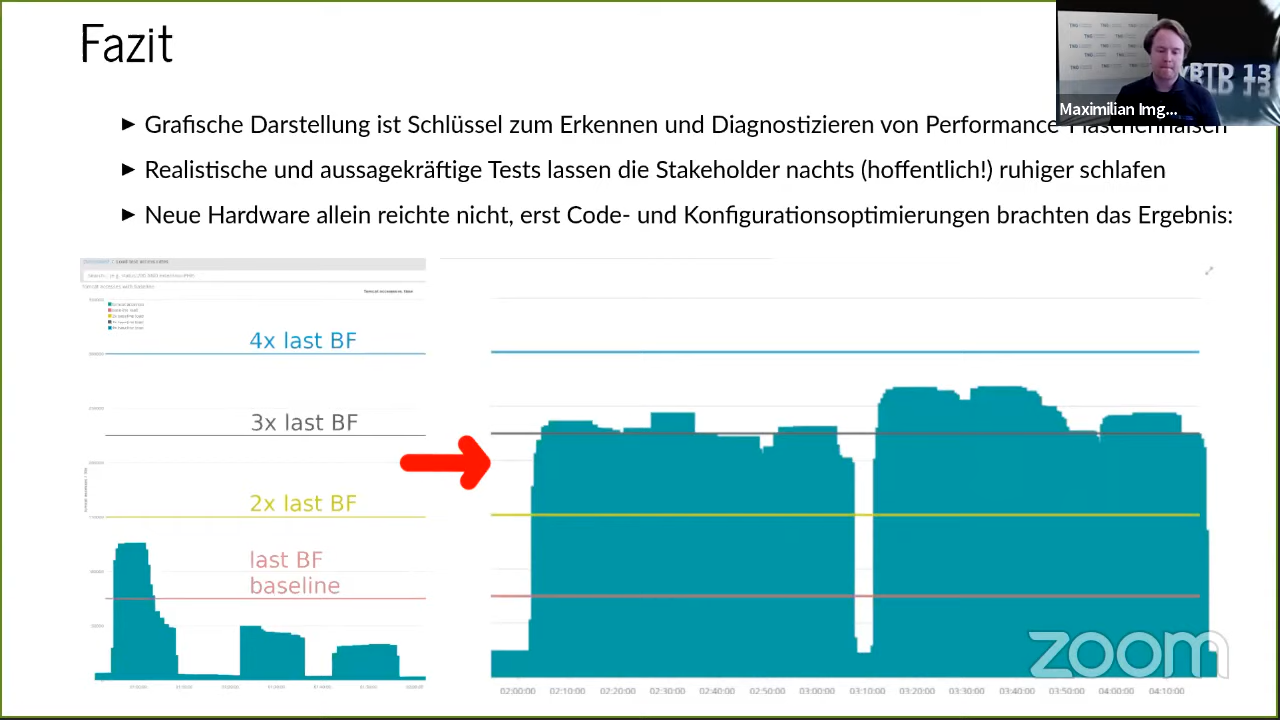 Fazit
BTD 13
Maximilian Img...
► Grafische Darstellung ist Schlüssel zum Erkennen und Diagnostizieren von Performance-Flaschenhälsen
► Realistische und aussagekräftige Tests lassen die Stakeholder nachts (hoffentlich!) ruhiger schlafen
► Neue Hardware allein reichte nicht, erst Code- und Konfigurationsoptimierungen brachten das Ergebnis:
4x last BF
3x last BF
2x last BF
last BF
baseline
02:00:00 02:10:00 02:20:00 02:30:00 02:40:00 02:50:00 03:00:00 03:10:00 03:20:00 03:30:00 03:40:00 03:50:00 04:00:00 04:10:00
zoom